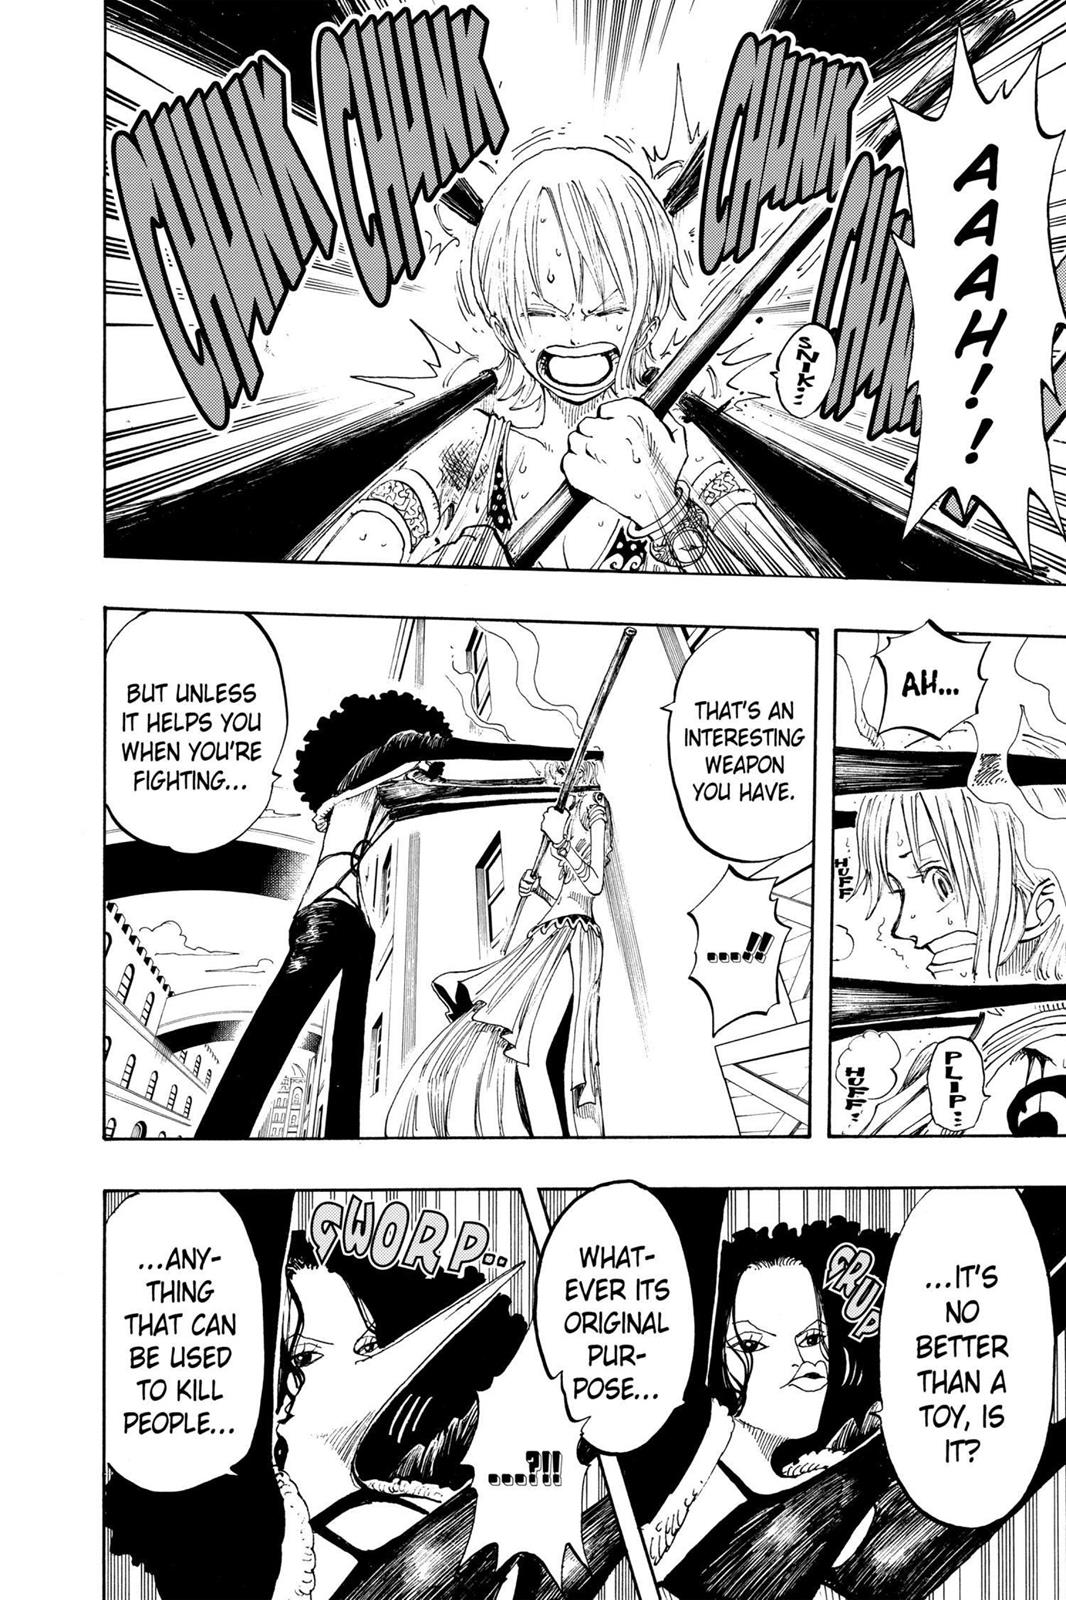 AAAH!!
CHUNK
CHUNK
CHUNK
SNIK...
AH...
HUFF
HUFF
PLIP...
THAT'S AN
INTERESTING
WEAPON
YOU HAVE.
....!!
BUT UNLESS
IT HELPS YOU
WHEN YOU'RE
FIGHTING...
...IT'S
NO
BETTER
THAN A
TOY, IS
IT?
GRUP
WHAT-
EVER ITS
ORIGINAL
PUR-
POSE...
....?!!
GWORP..
...ANY-
THING
THAT CAN
BE USED
TO KILL
PEOPLE...